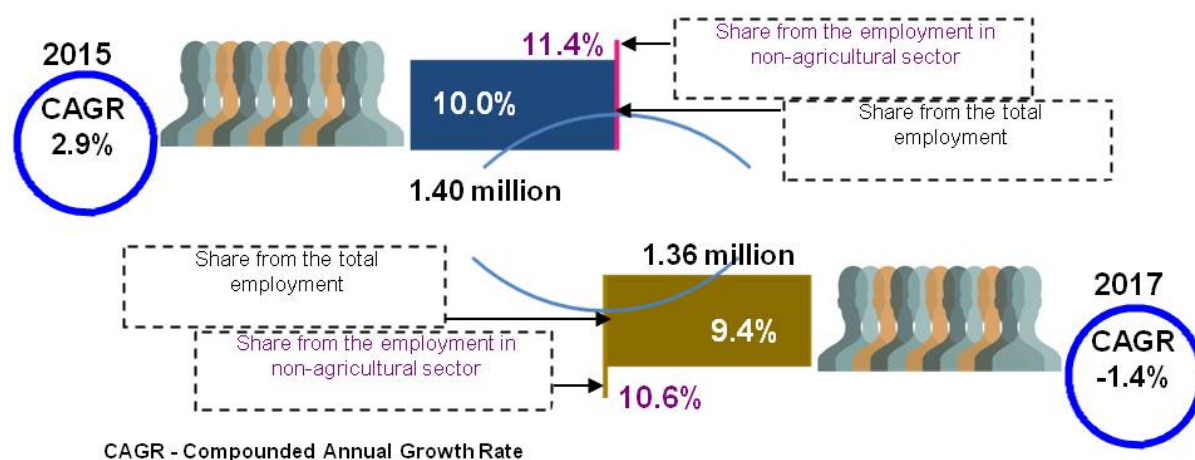 2015
CAGR
2.9%
11.4%
10.0%
1.40 million
Share from the employment in
non-agricultural sector
Share from the total
employment
Share from the total
employment
Share from the employment in
non-agricultural sector
1.36 million
9.4%
10.6%
2017
CAGR
-1.4%
CAGR - Compounded Annual Growth Rate